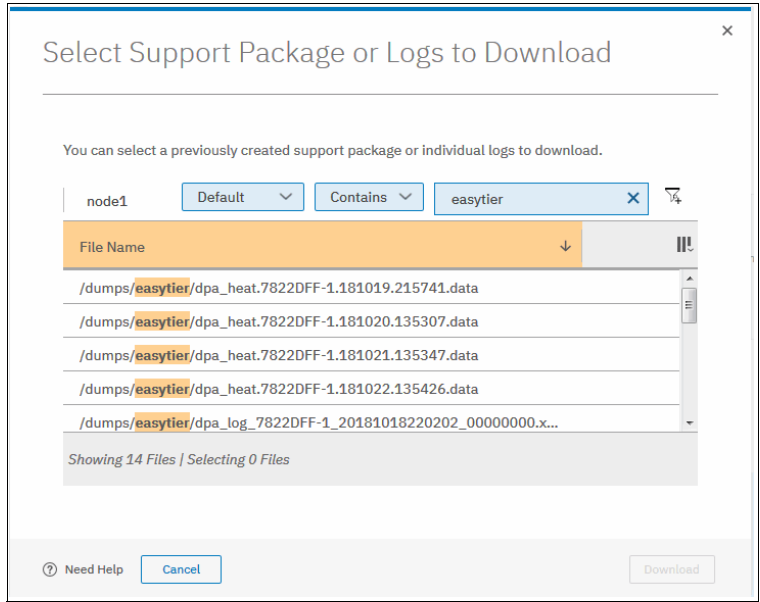 Select Support Package or Logs to Download
You can select a previously created support package or individual logs to download.
node1 Default Contains easytier
File Name
/dumps/easytier/dpa_heat.7822DFF-1.181019.215741.data
/dumps/easytier/dpa_heat.7822DFF-1.181020.135307.data
/dumps/easytier/dpa_heat.7822DFF-1.181021.135347.data
/dumps/easytier/dpa_heat.7822DFF-1.181022.135426.data
/dumps/easytier/dpa_log_7822DFF-1_20181018220202_00000000.x...
Showing 14 Files | Selecting 0 Files
? Need Help Cancel Download